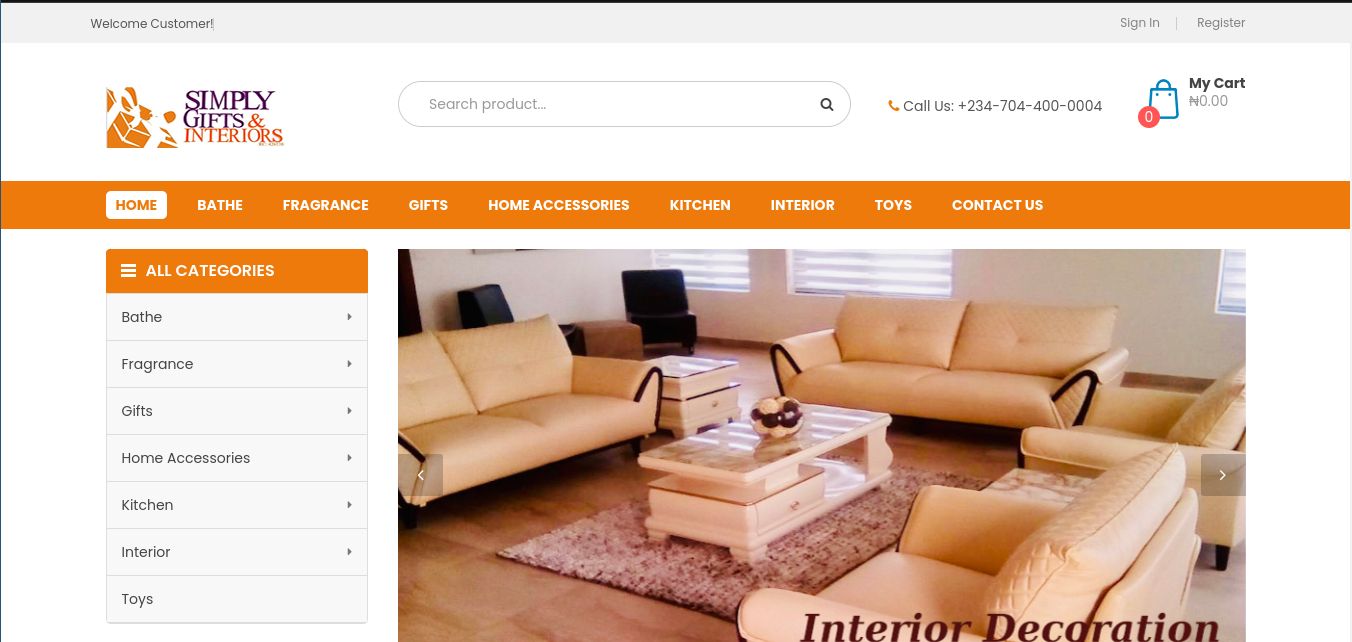 Welcome Customer!
Sign In
Register
SIMPLY
GIFTS &
INTERIORS
Search product...
Call Us: +234-704-400-0004
My Cart
₦0.00
0
HOME BATHE FRAGRANCE GIFTS HOME ACCESSORIES KITCHEN INTERIOR TOYS CONTACT US
ALL CATEGORIES
Bathe
Fragrance
Gifts
Home Accessories
Kitchen
Interior
Toys
Interior Decoration